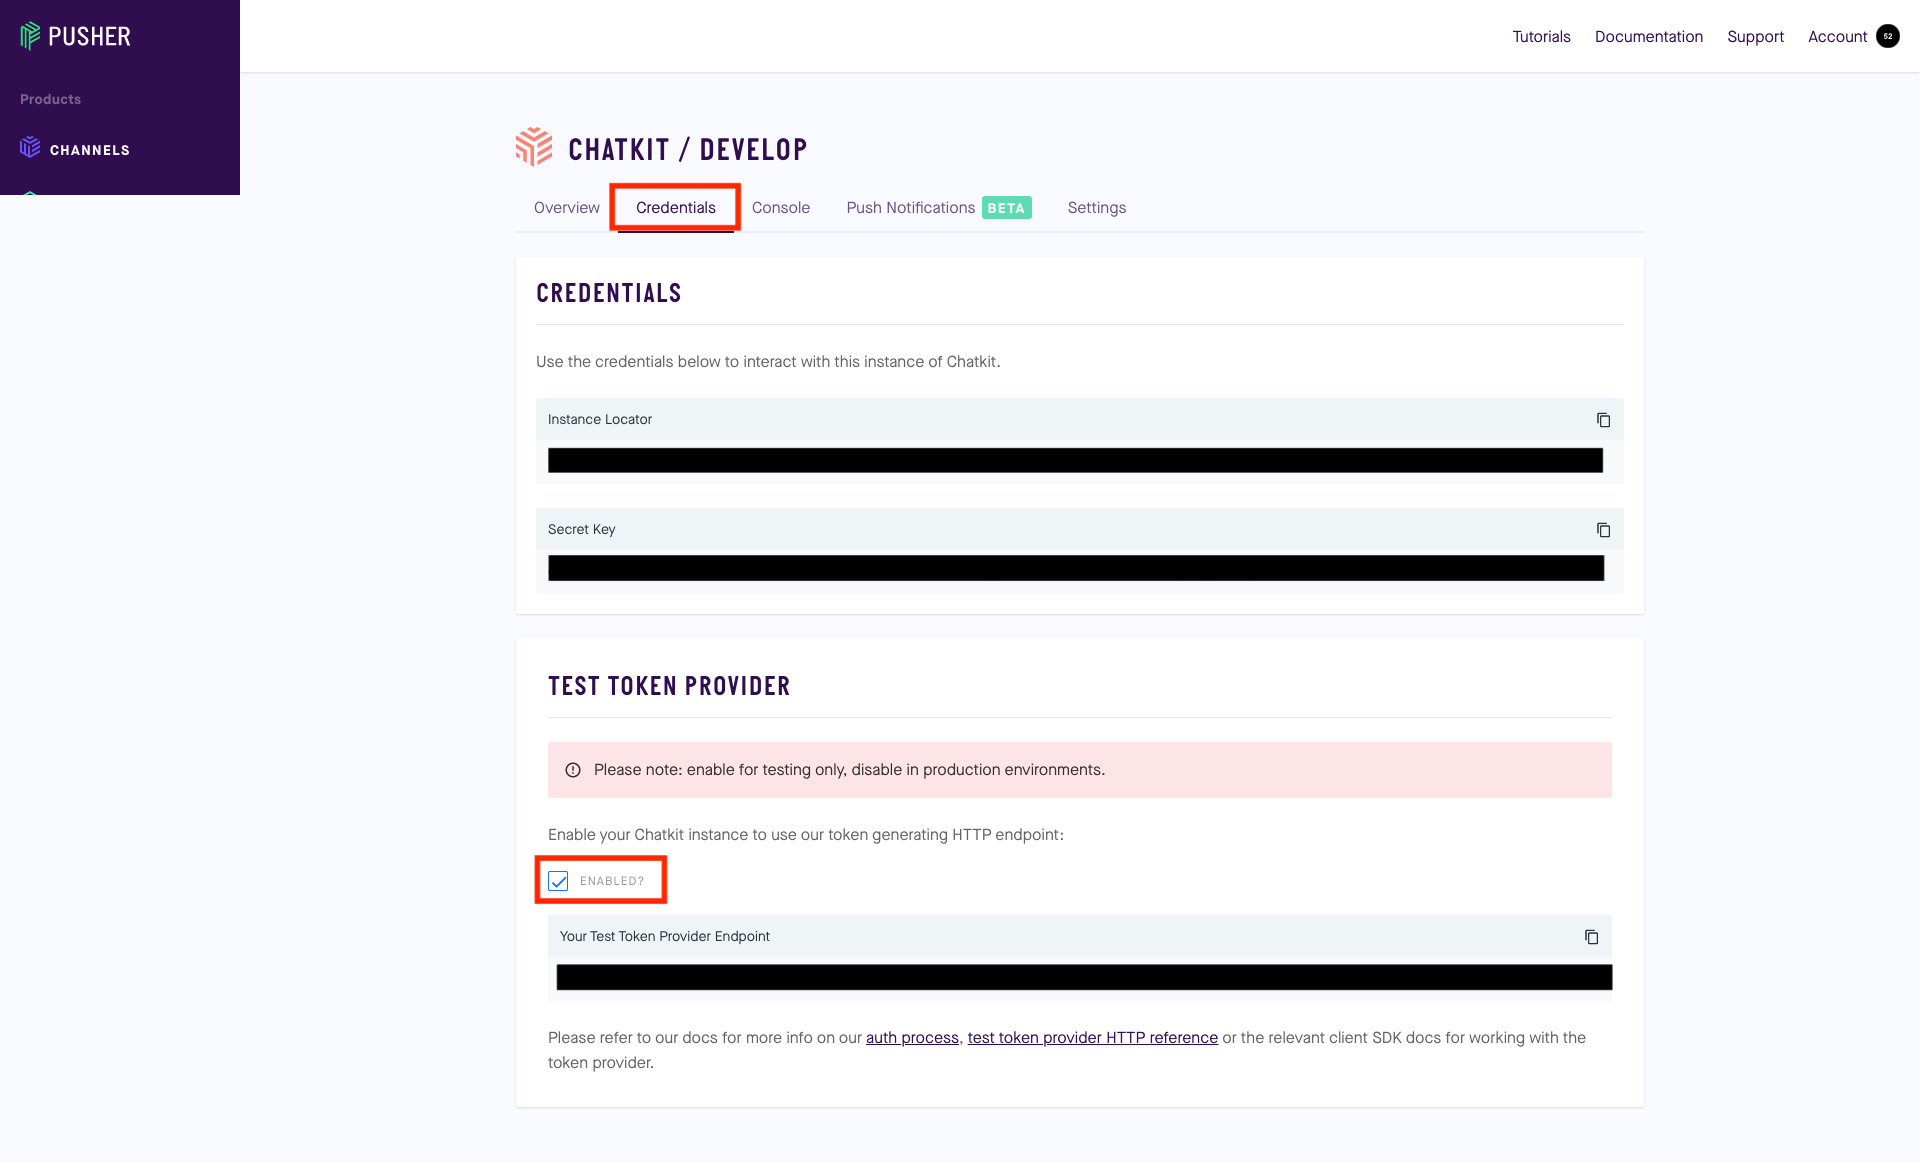 PUSHER
Tutorials Documentation Support Account 52
Products
CHANNELS
CHATKIT / DEVELOP
Overview Credentials Console Push Notifications BETA Settings
CREDENTIALS
Use the credentials below to interact with this instance of Chatkit.
Instance Locator
Secret Key
TEST TOKEN PROVIDER
Please note: enable for testing only, disable in production environments.
Enable your Chatkit instance to use our token generating HTTP endpoint:
ENABLED?
Your Test Token Provider Endpoint
Please refer to our docs for more info on our auth process, test token provider HTTP reference or the relevant client SDK docs for working with the
token provider.